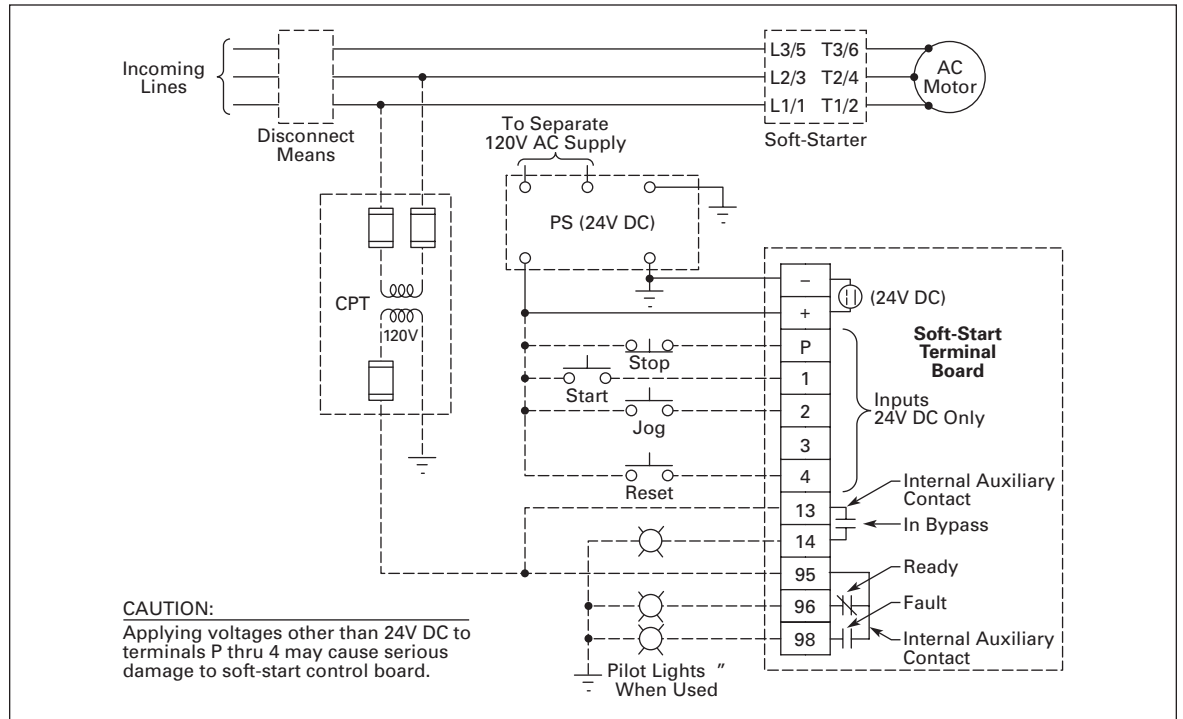 Incoming
Lines
Disconnect
Means
L3/5 T3/6
L2/3 T2/4
L1/1 T1/2
Soft-Starter
AC
Motor
To Separate
120V AC Supply
PS (24V DC)
CPT
120V
–
+
P
1
2
3
4
13
14
95
96
98
(24V DC)
Soft-Start
Terminal
Board
Stop
Start
Jog
Reset
Inputs
24V DC Only
Internal Auxiliary
Contact
In Bypass
Ready
Fault
Internal Auxiliary
Contact
Pilot Lights ″
When Used
CAUTION:
Applying voltages other than 24V DC to
terminals P thru 4 may cause serious
damage to soft-start control board.